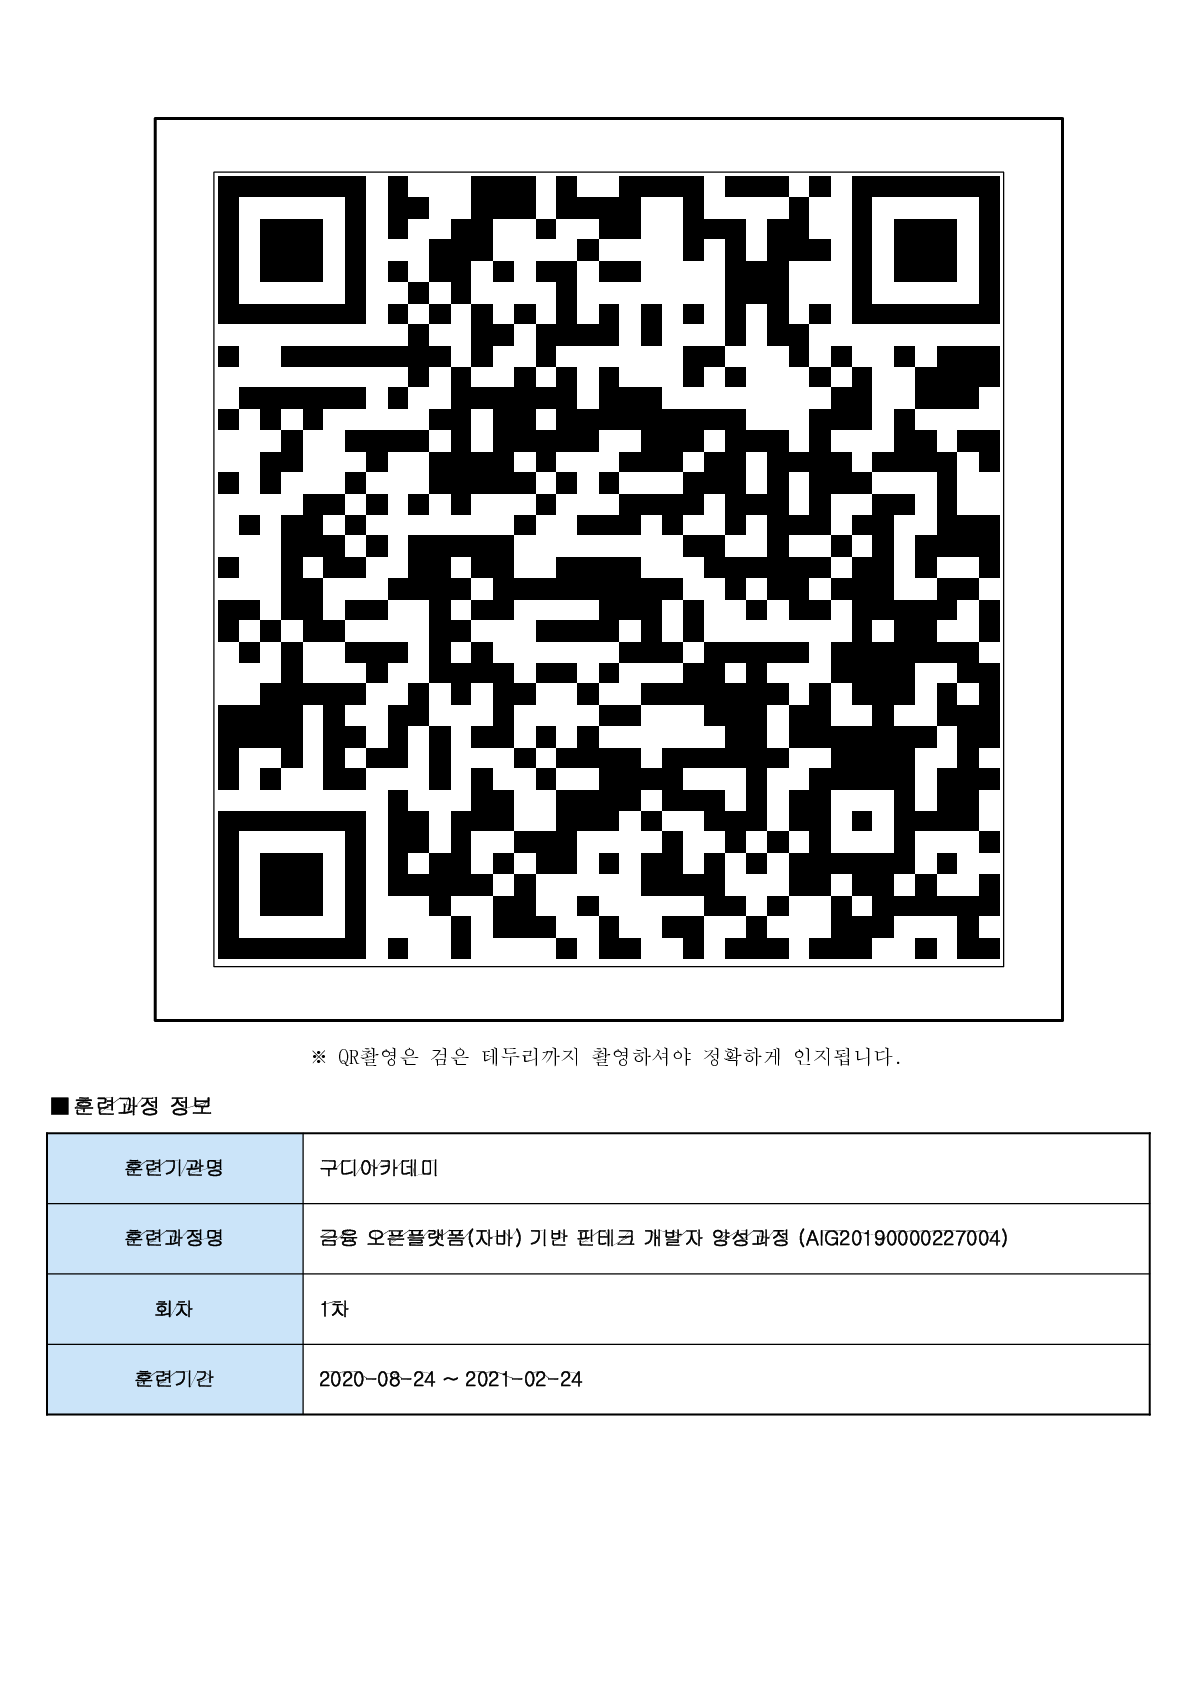 ※ QR촬영은 검은 테두리까지 촬영하셔야 정확하게 인지됩니다.
■훈련과정 정보
훈련기관명 구디아카데미
훈련과정명 금융 오픈플랫폼(자바) 기반 핀테크 개발자 양성과정 (AIG20190000227004)
회차 1차
훈련기간 2020-08-24 ~ 2021-02-24